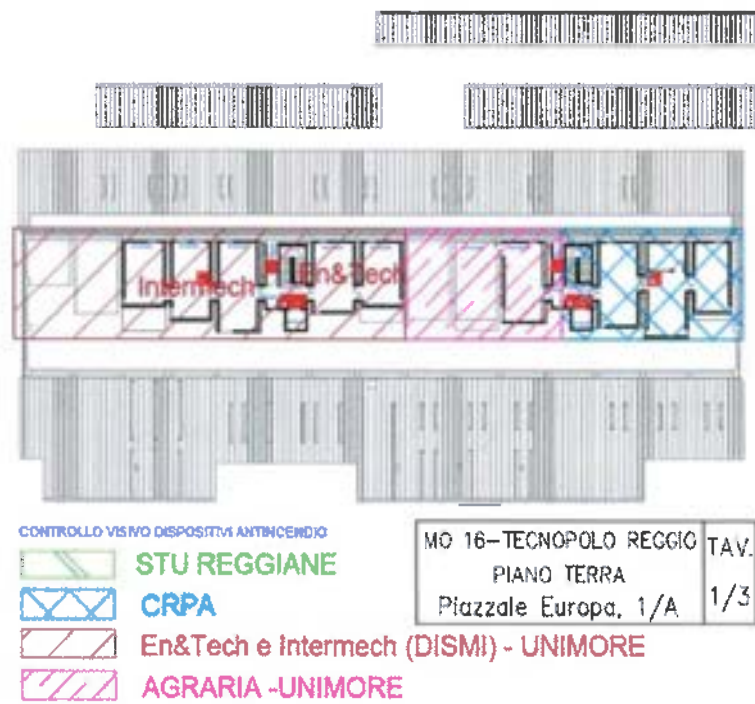 Intermech
En&Tech
CONTROLLO VISIVO DISPOSITIVI ANTINCENDIO
STU REGGIANE
CRPA
En&Tech e Intermech (DISMI) - UNIMORE
AGRARIA -UNIMORE
MO 16-TECNOPOLO REGGIO
PIANO TERRA
Piazzale Europa, 1/A
TAV.
1/3